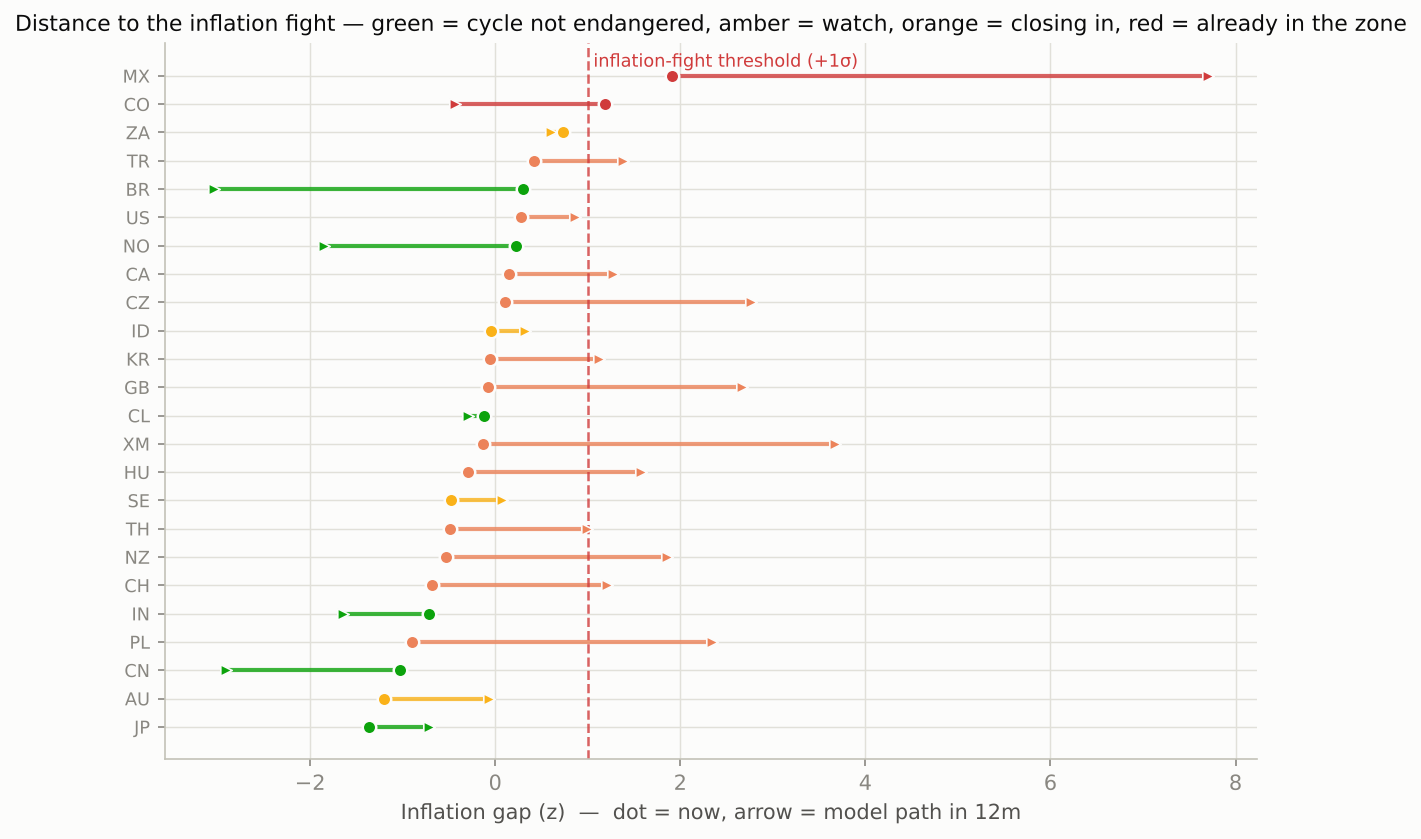 Distance to the inflation fight — green = cycle not endangered, amber = watch, orange = closing in, red = already in the zone
inflation-fight threshold (+1σ)
MX
CO
ZA
TR
BR
US
NO
CA
CZ
ID
KR
GB
CL
XM
HU
SE
TH
NZ
CH
IN
PL
CN
AU
JP
−2 0 2 4 6 8
Inflation gap (z) — dot = now, arrow = model path in 12m